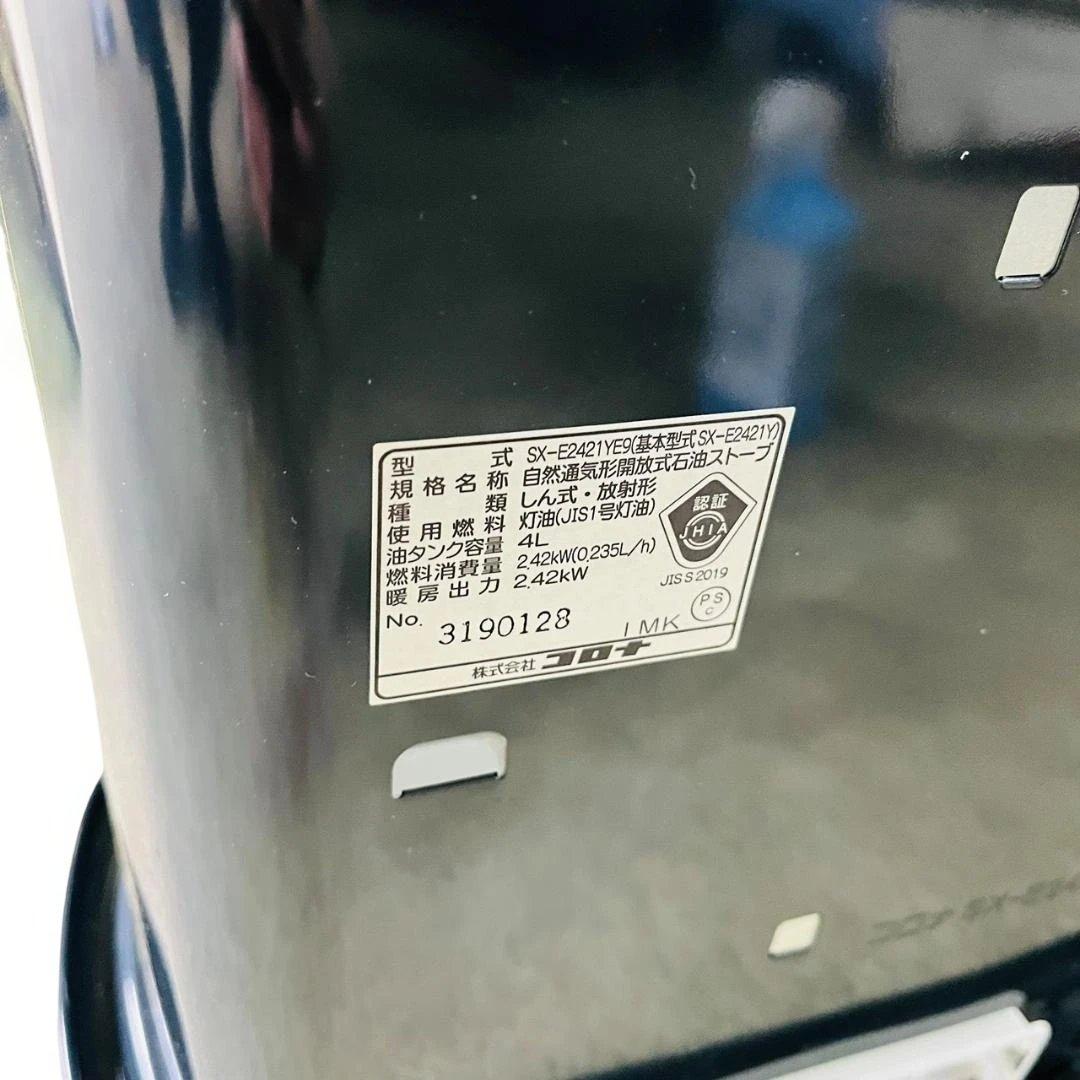 型式 SX-E2421YE9(基本型式 SX-E2421Y)
規格名称 自然通気形開放式石油ストーブ
種類 しん式・放射形
使用燃料 灯油(JIS1号灯油)
油タンク容量 4L
燃料消費量 2.42kW(0.235L/h)
暖房出力 2.42kW
認証
JHIA
JIS S 2019
PS
C
No. 3190128 IMK
株式会社 コロナ